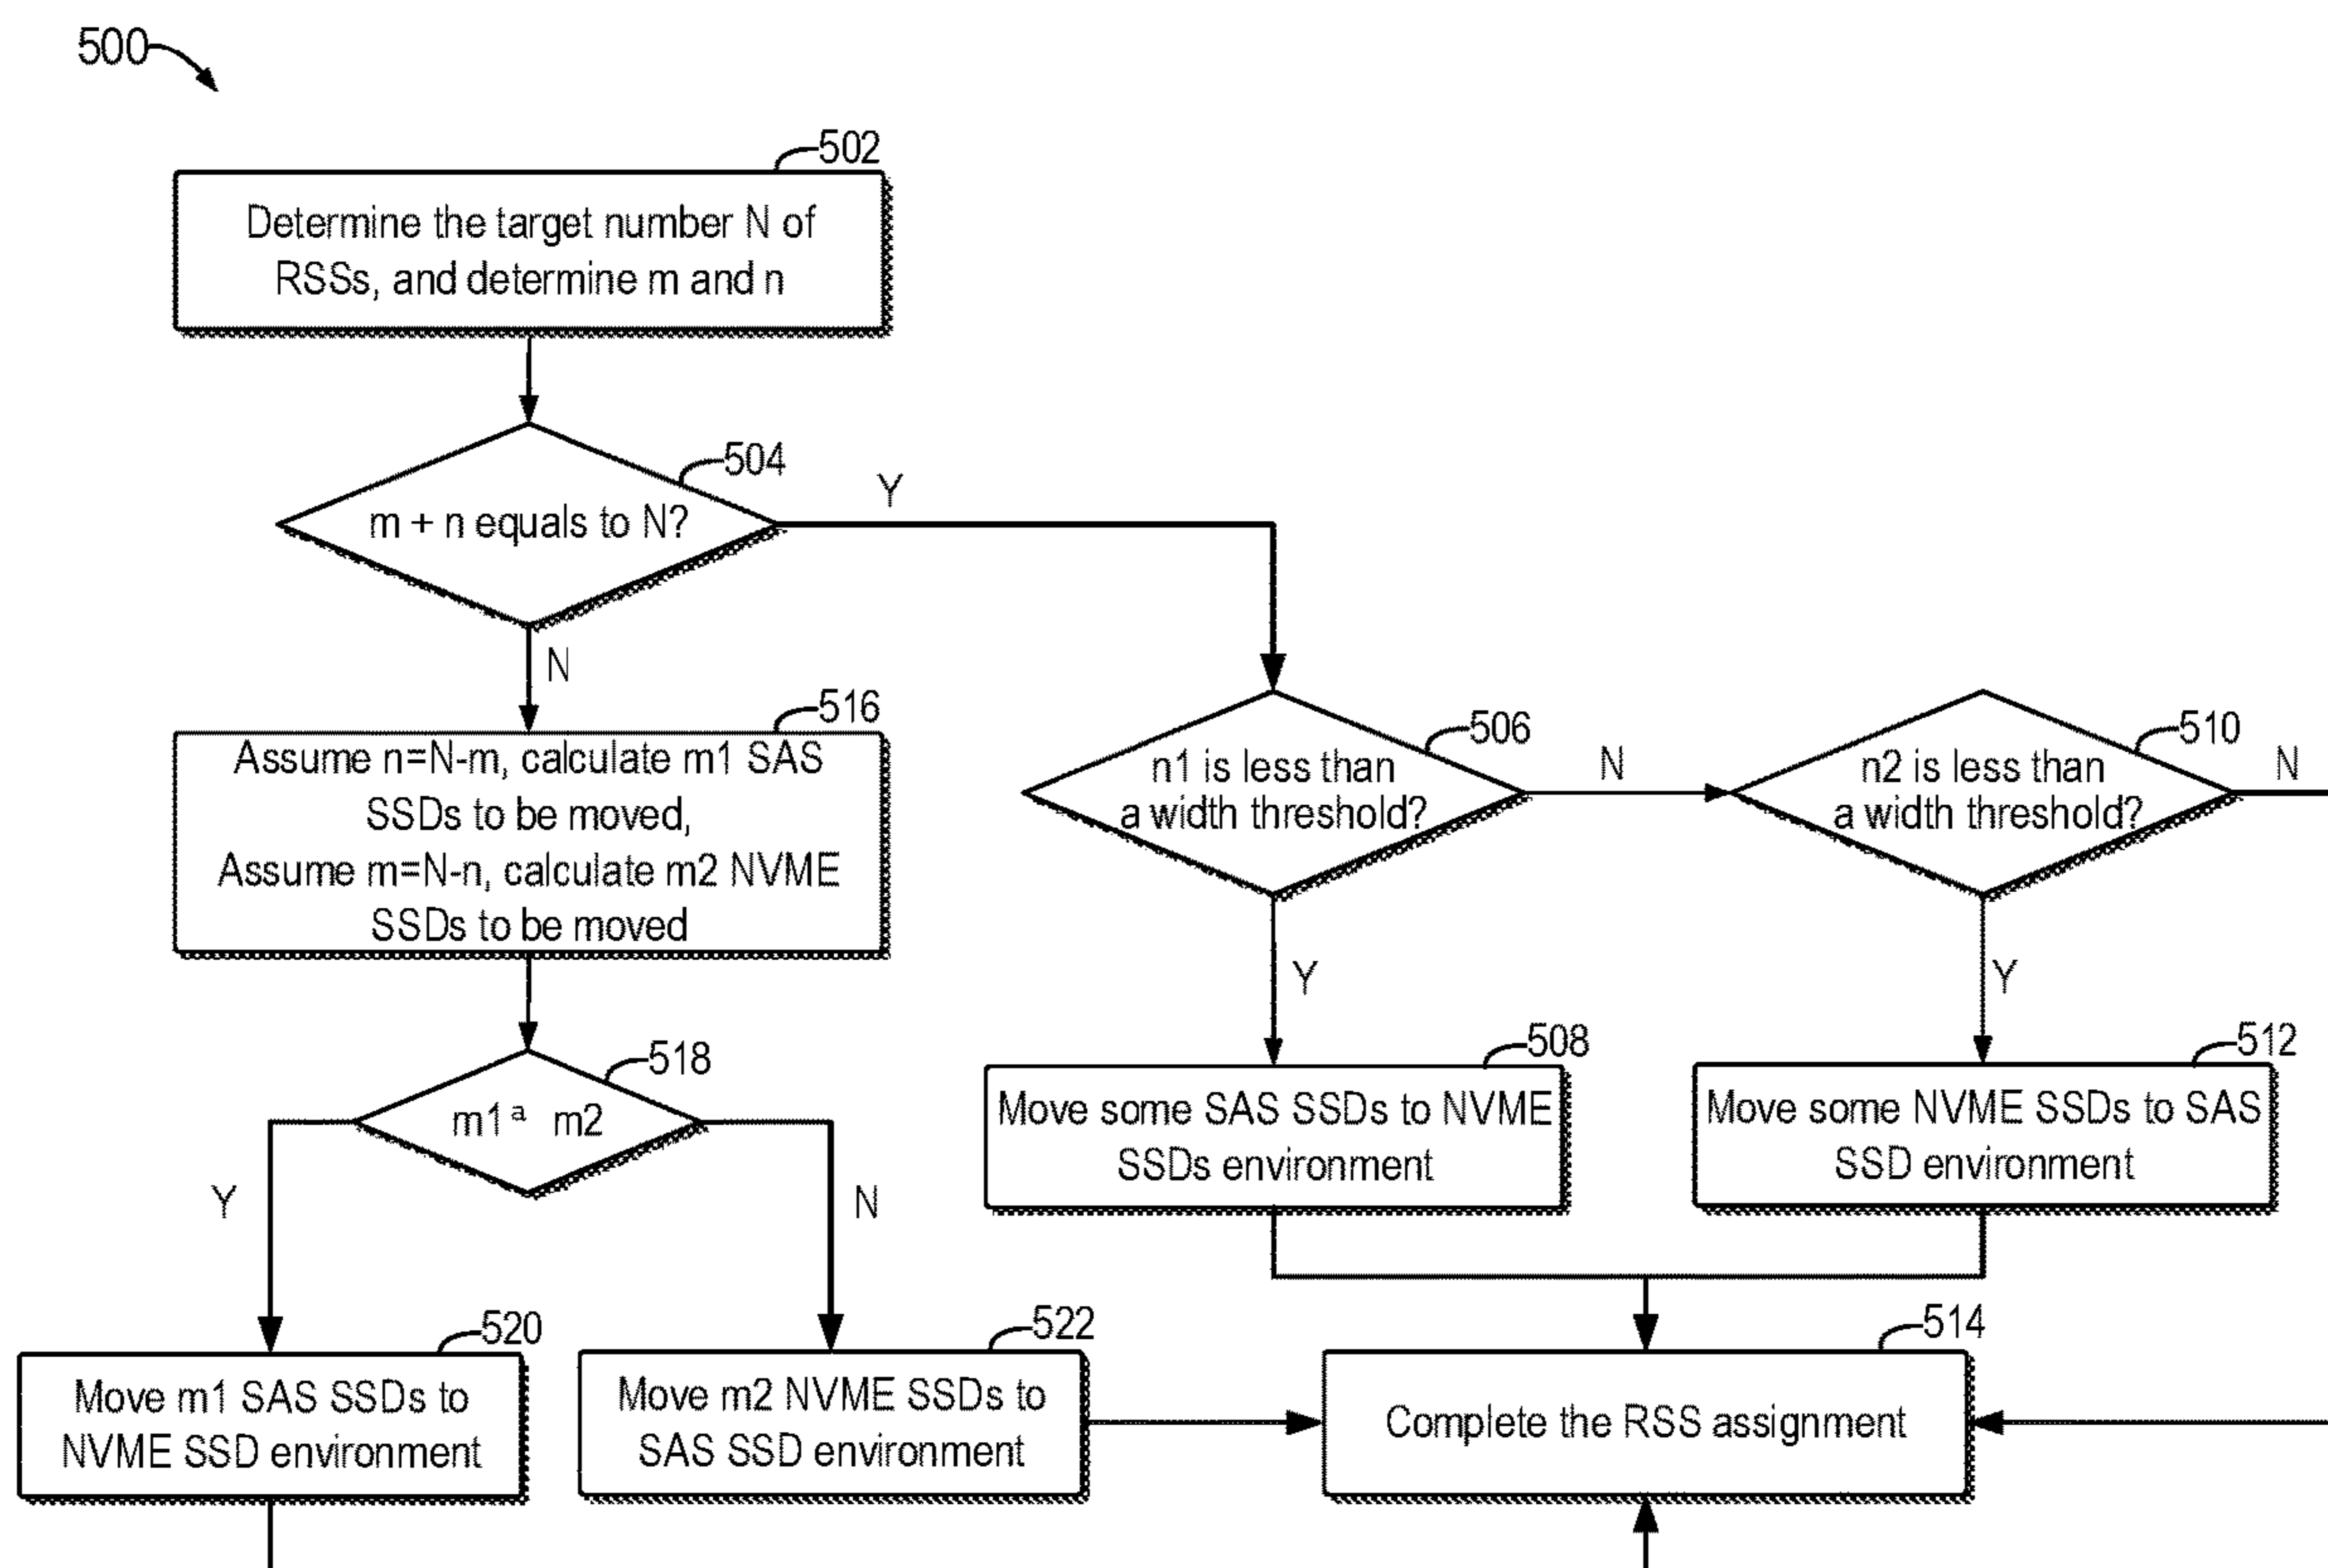 500
502
Determine the target number N of
RSSs, and determine m and n
504
m + n equals to N?
Y
N
516
Assume n=N-m, calculate m1 SAS
SSDs to be moved,
Assume m=N-n, calculate m2 NVME
SSDs to be moved
506
n1 is less than
a width threshold?
N
510
n2 is less than
a width threshold?
N
Y
Y
518
m1 ª m2
Y
N
508
Move some SAS SSDs to NVME
SSDs environment
512
Move some NVME SSDs to SAS
SSD environment
520
Move m1 SAS SSDs to
NVME SSD environment
522
Move m2 NVME SSDs to
SAS SSD environment
514
Complete the RSS assignment